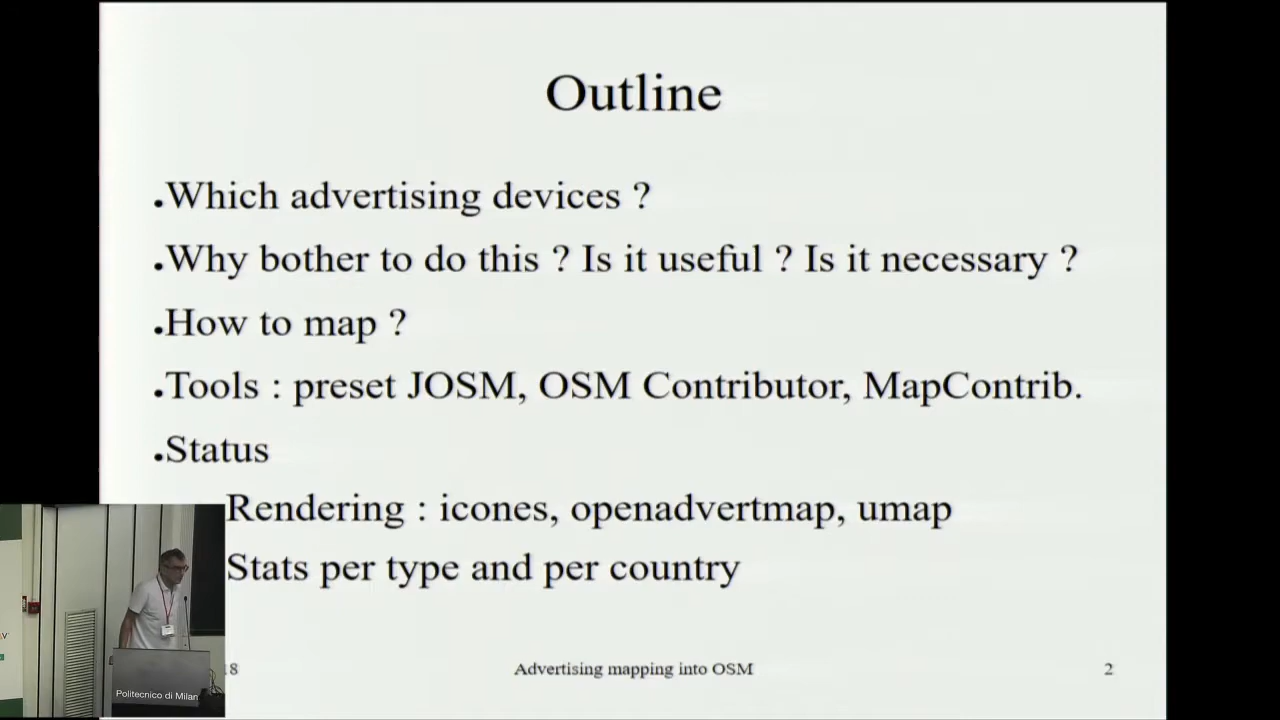 Outline
.Which advertising devices ?
.Why bother to do this ? Is it useful ? Is it necessary ?
.How to map ?
.Tools : preset JOSM, OSM Contributor, MapContrib.
.Status
Rendering : icones, openadvertmap, umap
Stats per type and per country
18
Advertising mapping into OSM
2
Politecnico di Milan